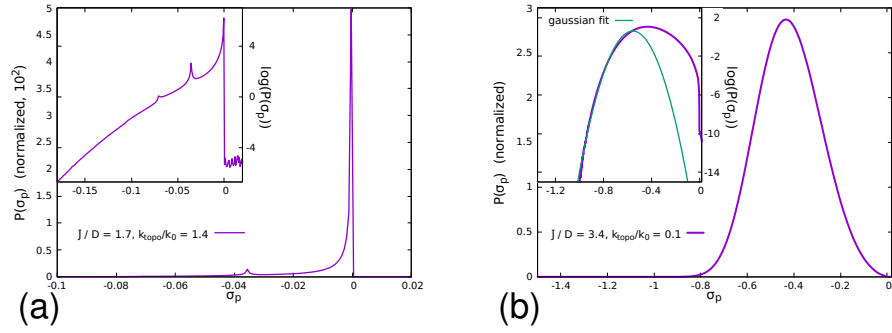 P(σp) (normalized, 10²)
5
4.5
4
3.5
3
2.5
2
1.5
1
0.5
0
-0.1 -0.08 -0.06 -0.04 -0.02 0 0.02
σp
J / D = 1.7, ktopo/k0 = 1.4
4
0
-4
log(P(σp))
-0.15 -0.1 -0.05 0
(a)
P(σp) (normalized)
3
2.5
2
1.5
1
0.5
0
-1.4 -1.2 -1 -0.8 -0.6 -0.4 -0.2 0
σp
J / D = 3.4, ktopo/k0 = 0.1
gaussian fit
2
-2
-6
-10
-14
log(P(σp))
-1.2 -0.8 -0.4 0
(b)